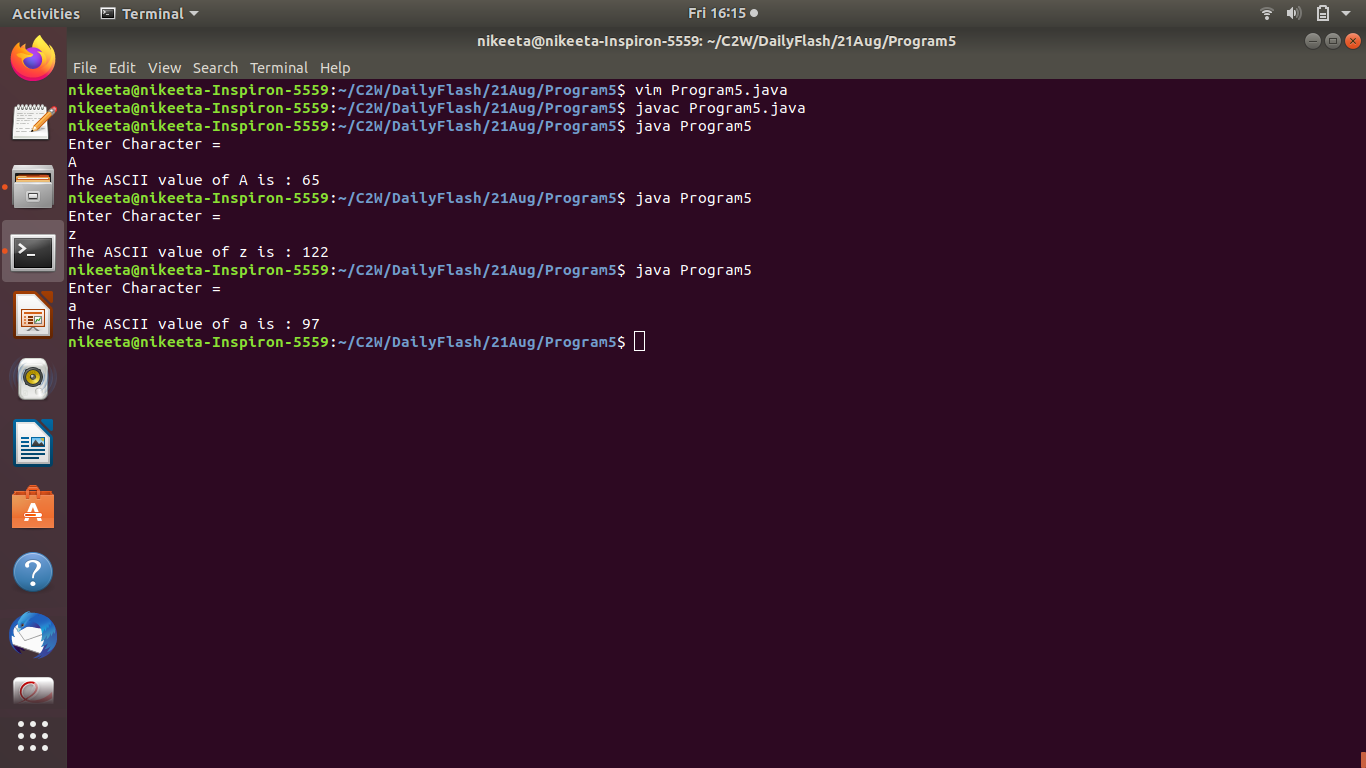 Activities Terminal Fri 16:15
nikeeta@nikeeta-Inspiron-5559: ~/C2W/DailyFlash/21Aug/Program5
File Edit View Search Terminal Help
nikeeta@nikeeta-Inspiron-5559:~/C2W/DailyFlash/21Aug/Program5$ vim Program5.java
nikeeta@nikeeta-Inspiron-5559:~/C2W/DailyFlash/21Aug/Program5$ javac Program5.java
nikeeta@nikeeta-Inspiron-5559:~/C2W/DailyFlash/21Aug/Program5$ java Program5
Enter Character =
A
The ASCII value of A is : 65
nikeeta@nikeeta-Inspiron-5559:~/C2W/DailyFlash/21Aug/Program5$ java Program5
Enter Character =
z
The ASCII value of z is : 122
nikeeta@nikeeta-Inspiron-5559:~/C2W/DailyFlash/21Aug/Program5$ java Program5
Enter Character =
a
The ASCII value of a is : 97
nikeeta@nikeeta-Inspiron-5559:~/C2W/DailyFlash/21Aug/Program5$